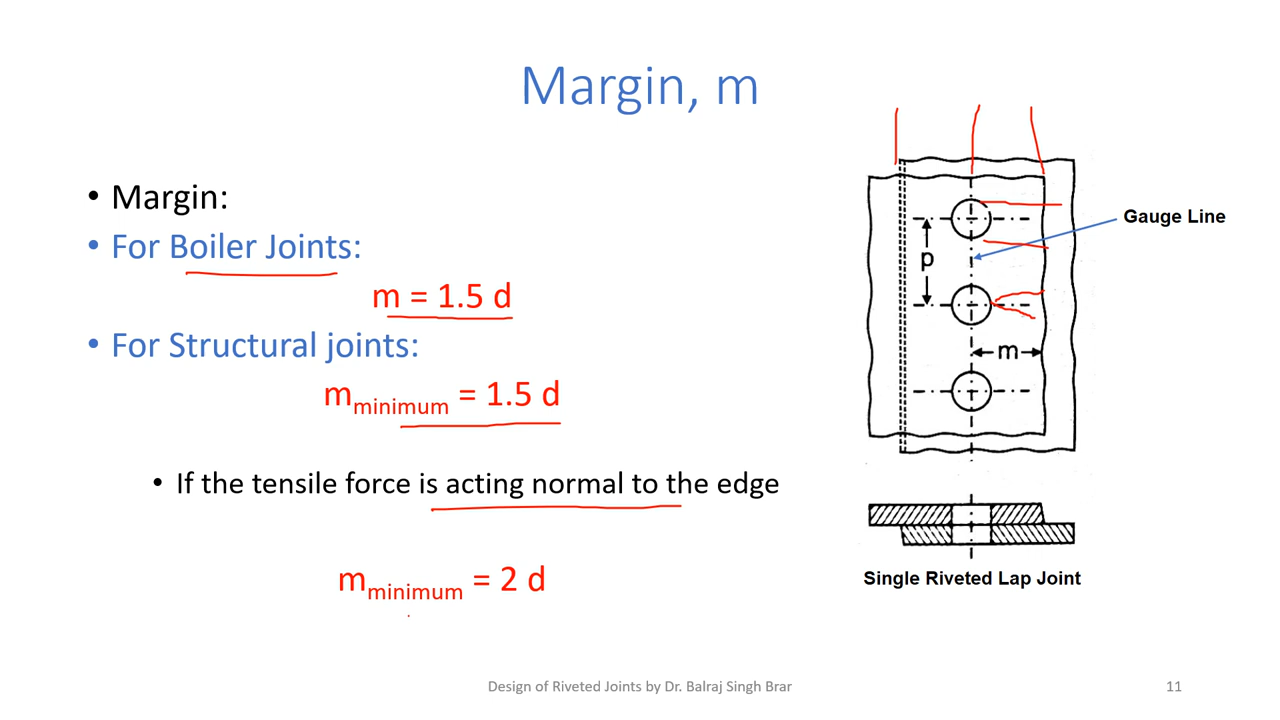 Margin, m
• Margin:
• For Boiler Joints:
m = 1.5 d
• For Structural joints:
m minimum = 1.5 d
• If the tensile force is acting normal to the edge
m minimum = 2 d
Gauge Line
p
m
Single Riveted Lap Joint
Design of Riveted Joints by Dr. Balraj Singh Brar
11